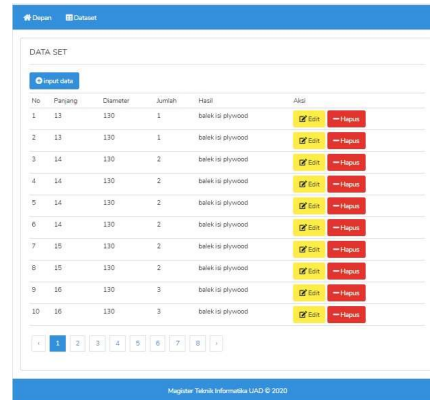 Depan Dataset
DATA SET
input data
No Panjang Diameter Jumlah Hasil Aksi
1 13 130 1 balek isi plywood Edit Hapus
2 13 130 1 balek isi plywood Edit Hapus
3 14 130 2 balek isi plywood Edit Hapus
4 14 130 2 balek isi plywood Edit Hapus
5 14 130 2 balek isi plywood Edit Hapus
6 14 130 2 balek isi plywood Edit Hapus
7 15 130 2 balek isi plywood Edit Hapus
8 15 130 2 balek isi plywood Edit Hapus
9 16 130 3 balek isi plywood Edit Hapus
10 16 130 3 balek isi plywood Edit Hapus
‹ 1 2 3 4 5 6 7 8 ›
Magister Teknik Informatika UAD © 2020